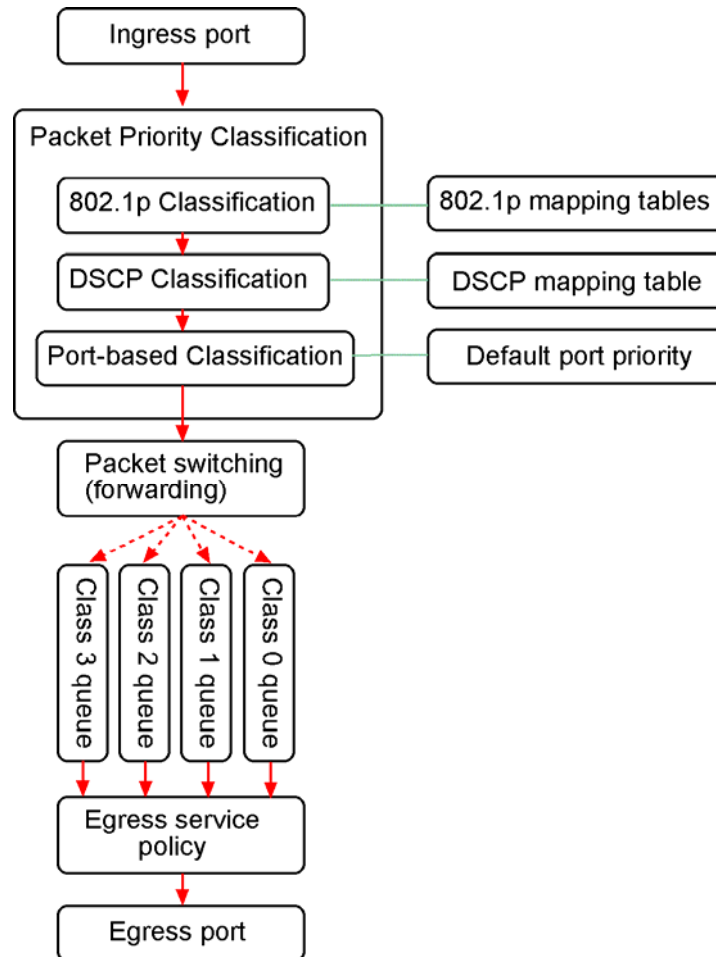 Ingress port
Packet Priority Classification
802.1p Classification
802.1p mapping tables
DSCP Classification
DSCP mapping table
Port-based Classification
Default port priority
Packet switching
(forwarding)
Class 3 queue
Class 2 queue
Class 1 queue
Class 0 queue
Egress service
policy
Egress port